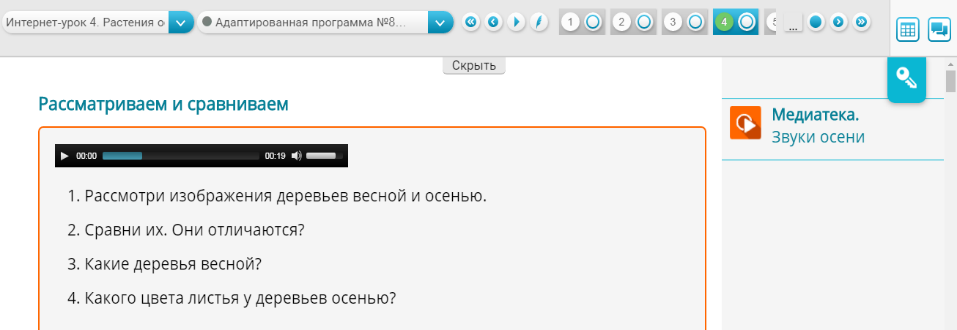 Интернет-урок 4. Растения о
Адаптированная программа №8...
1
2
3
4
5
...
Скрыть
Рассматриваем и сравниваем
00:00
00:19
1. Рассмотри изображения деревьев весной и осенью.
2. Сравни их. Они отличаются?
3. Какие деревья весной?
4. Какого цвета листья у деревьев осенью?
Медиатека.
Звуки осени